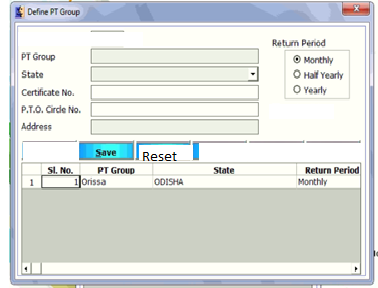 Define PT Group
Return Period
PT Group
Monthly
State
Half Yearly
Certificate No.
Yearly
P.T.O. Circle No.
Address
Save Reset
Sl. No. PT Group State Return Period
1 1 Orissa ODISHA Monthly